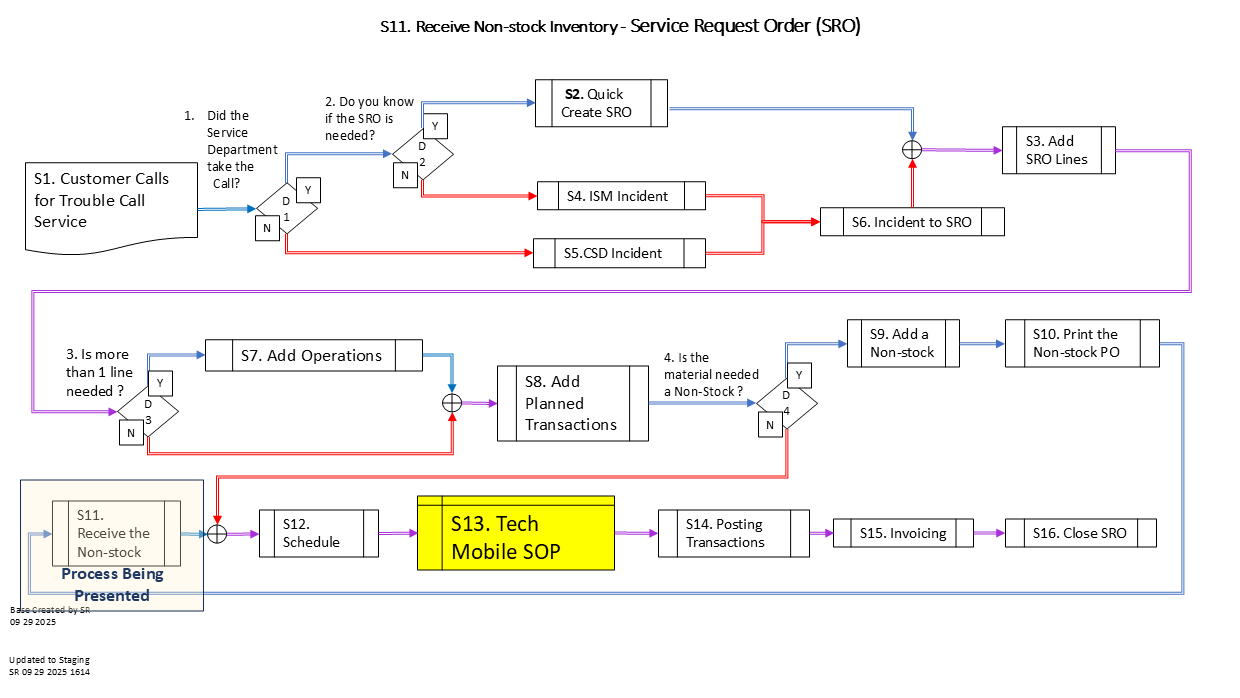 S11. Receive Non-stock Inventory - Service Request Order (SRO)
1. Did the
Service
Department
take the
Call?
2. Do you know
if the SRO is
needed?
S2. Quick
Create SRO
Y
D
2
N
S3. Add
SRO Lines
S1. Customer Calls
for Trouble Call
Service
Y
D
1
N
S4. ISM Incident
S6. Incident to SRO
S5.CSD Incident
3. Is more
than 1 line
needed ?
S7. Add Operations
Y
D
3
N
S8. Add
Planned
Transactions
4. Is the
material needed
a Non-Stock ?
Y
D
4
N
S9. Add a
Non-stock
S10. Print the
Non-stock PO
S11.
Receive the
Non-stock
Process Being
Presented
S12.
Schedule
S13. Tech
Mobile SOP
S14. Posting
Transactions
S15. Invoicing
S16. Close SRO
Base Created by SR
09 29 2025
Updated to Staging
SR 09 29 2025 1614